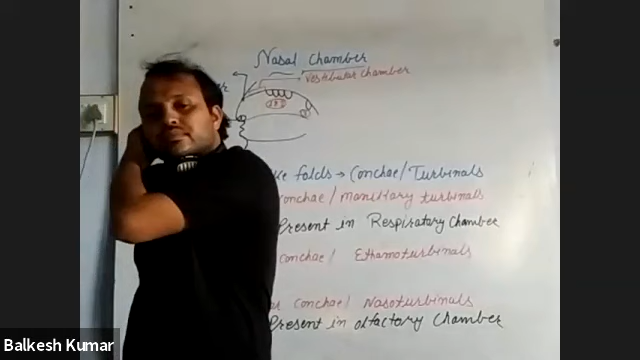 Nasal Chamber
Vestibular Chamber
folds → Conchae/Turbinals
conchae/maxillary turbinals
Present in Respiratory Chamber
conchae/ Ethamoturbinals
conchae/ Nasoturbinals
Present in olfactory Chamber
Balkesh Kumar